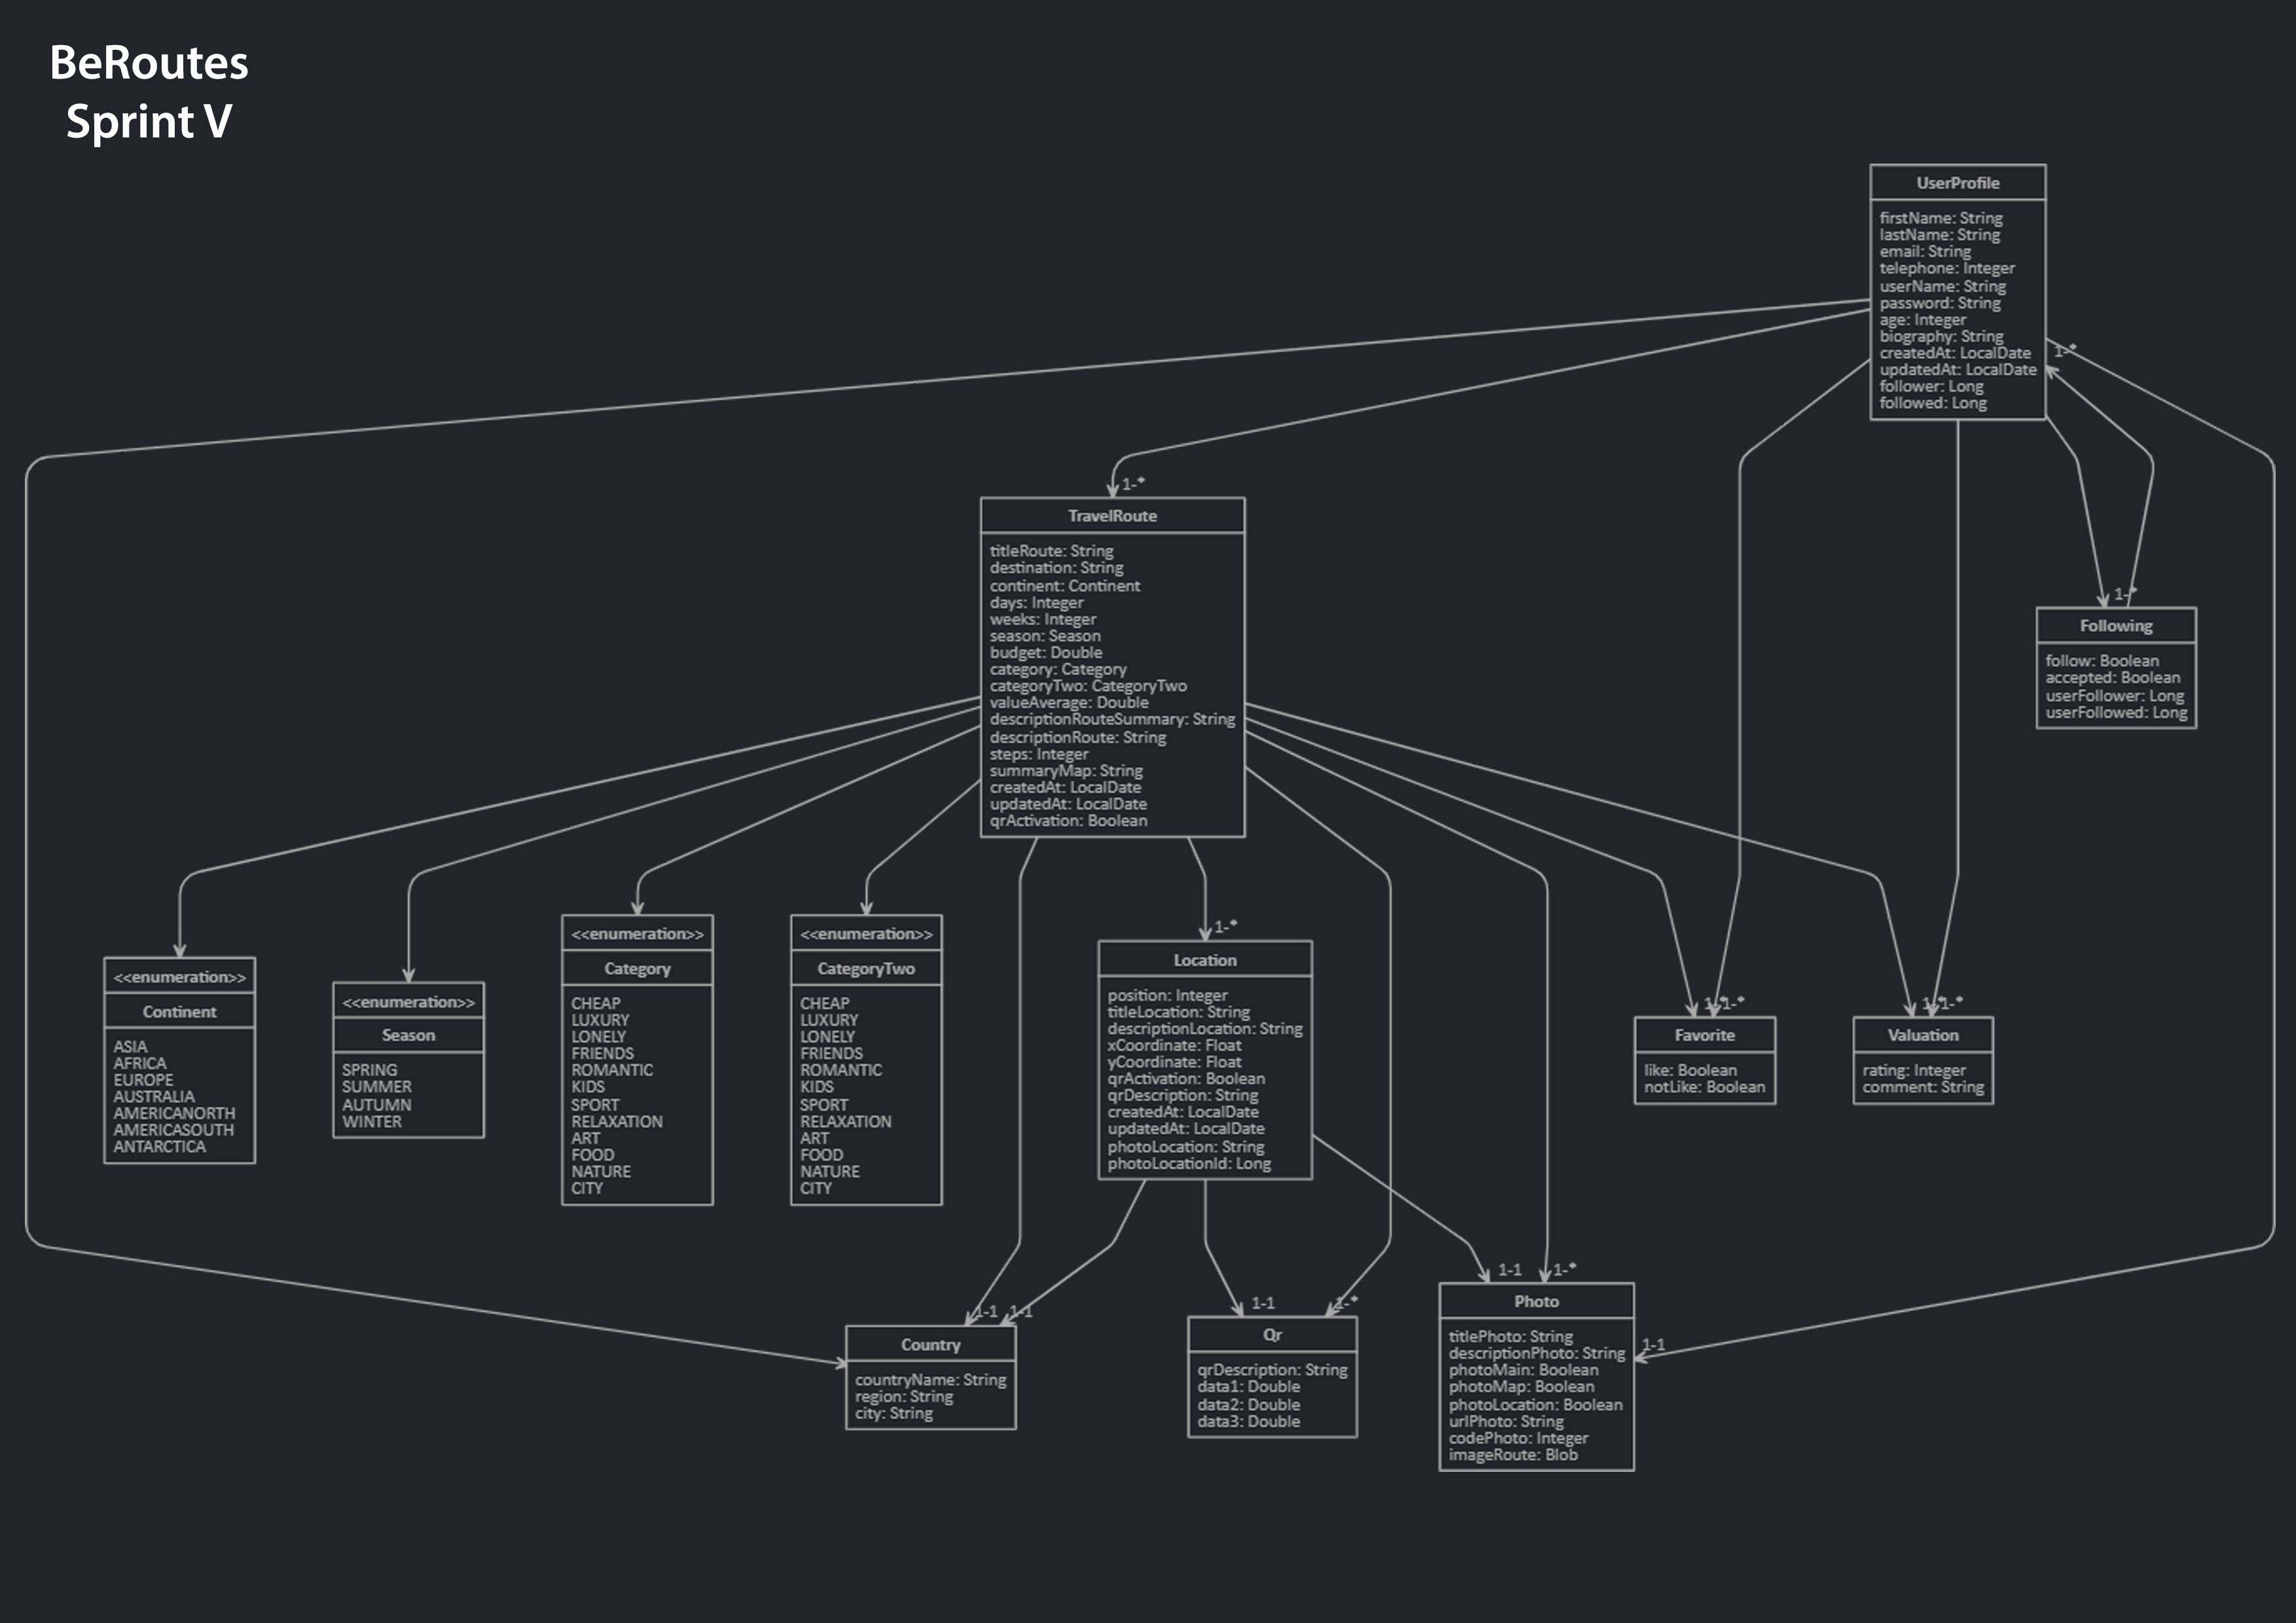 BeRoutes
Sprint V
UserProfile
firstName: String
lastName: String
email: String
telephone: Integer
userName: String
password: String
age: Integer
biography: String
createdAt: LocalDate
updatedAt: LocalDate
follower: Long
followed: Long
1-*
1-*
TravelRoute
titleRoute: String
destination: String
continent: Continent
days: Integer
weeks: Integer
season: Season
budget: Double
category: Category
categoryTwo: CategoryTwo
valueAverage: Double
descriptionRouteSummary: String
descriptionRoute: String
steps: Integer
summaryMap: String
createdAt: LocalDate
updatedAt: LocalDate
qrActivation: Boolean
1-*
Following
follow: Boolean
accepted: Boolean
userFollower: Long
userFollowed: Long
<<enumeration>>
Continent
ASIA
AFRICA
EUROPE
AUSTRALIA
AMERICANORTH
AMERICASOUTH
ANTARCTICA
<<enumeration>>
Season
SPRING
SUMMER
AUTUMN
WINTER
<<enumeration>>
Category
CHEAP
LUXURY
LONELY
FRIENDS
ROMANTIC
KIDS
SPORT
RELAXATION
ART
FOOD
NATURE
CITY
<<enumeration>>
CategoryTwo
CHEAP
LUXURY
LONELY
FRIENDS
ROMANTIC
KIDS
SPORT
RELAXATION
ART
FOOD
NATURE
CITY
1-*
Location
position: Integer
titleLocation: String
descriptionLocation: String
xCoordinate: Float
yCoordinate: Float
qrActivation: Boolean
qrDescription: String
createdAt: LocalDate
updatedAt: LocalDate
photoLocation: String
photoLocationId: Long
1-*
1-*
Favorite
like: Boolean
notLike: Boolean
1-*
1-*
Valuation
rating: Integer
comment: String
1-1
1-1
Country
countryName: String
region: String
city: String
1-1
1-*
Qr
qrDescription: String
data1: Double
data2: Double
data3: Double
1-1
1-*
1-1
Photo
titlePhoto: String
descriptionPhoto: String
photoMain: Boolean
photoMap: Boolean
photoLocation: Boolean
urlPhoto: String
codePhoto: Integer
imageRoute: Blob